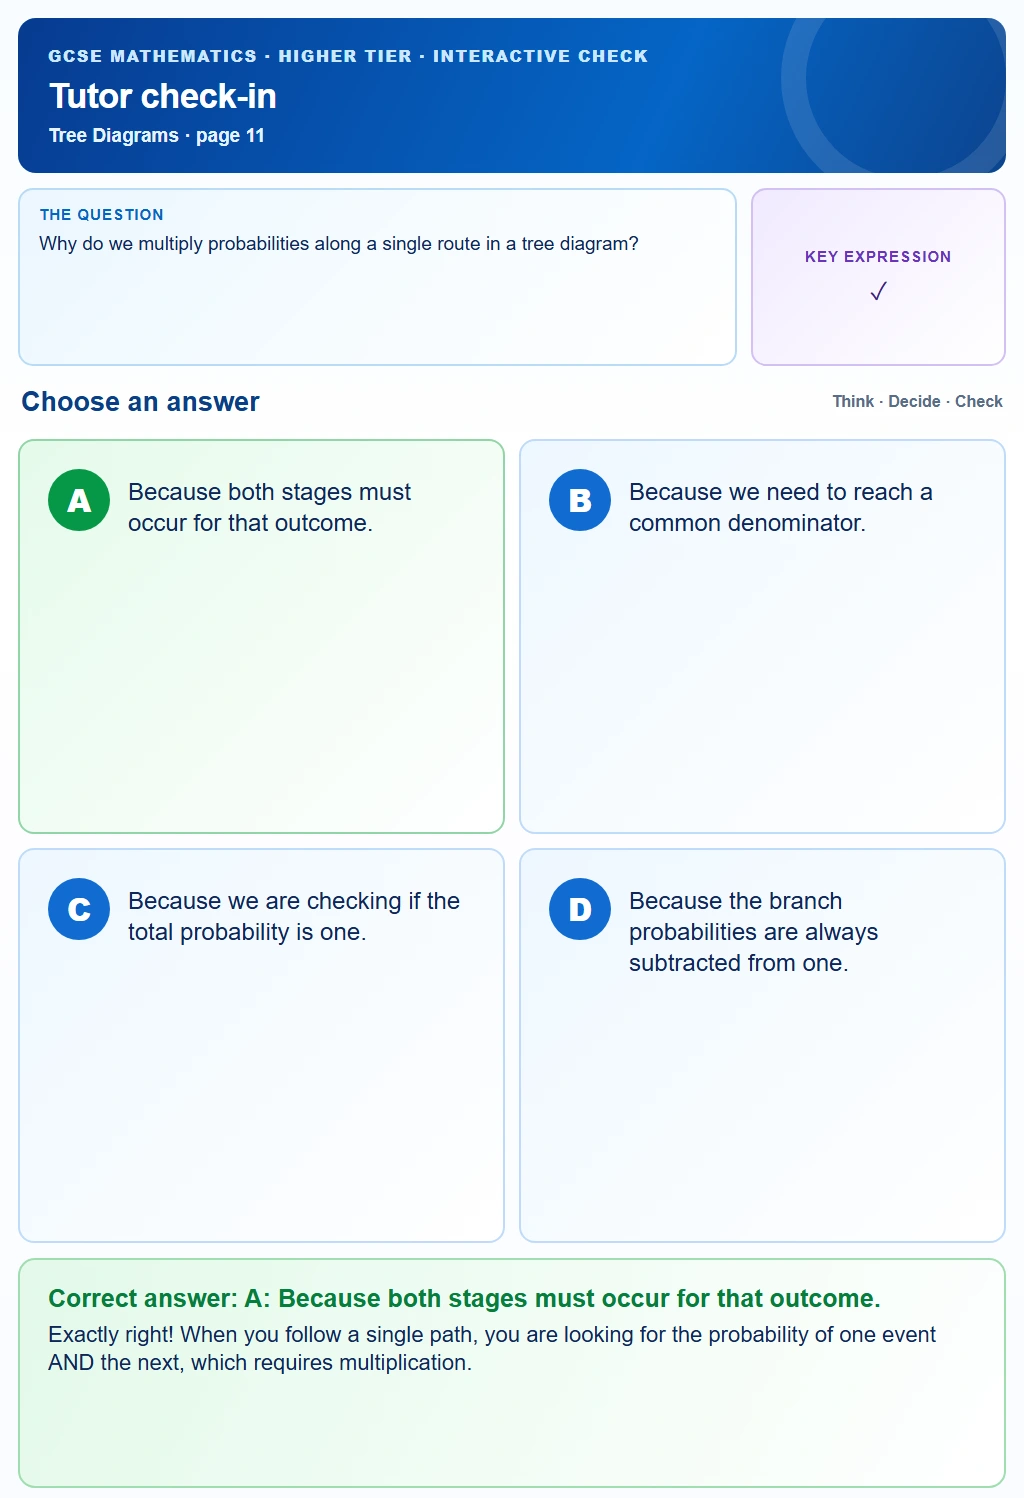 GCSE MATHEMATICS · HIGHER TIER · INTERACTIVE CHECK
Tutor check-in
Tree Diagrams · page 11
THE QUESTION
Why do we multiply probabilities along a single route in a tree diagram?
KEY EXPRESSION
✓
Choose an answer
Think · Decide · Check
A
Because both stages must
occur for that outcome.
B
Because we need to reach a
common denominator.
C
Because we are checking if the
total probability is one.
D
Because the branch
probabilities are always
subtracted from one.
Correct answer: A: Because both stages must occur for that outcome.
Exactly right! When you follow a single path, you are looking for the probability of one event
AND the next, which requires multiplication.